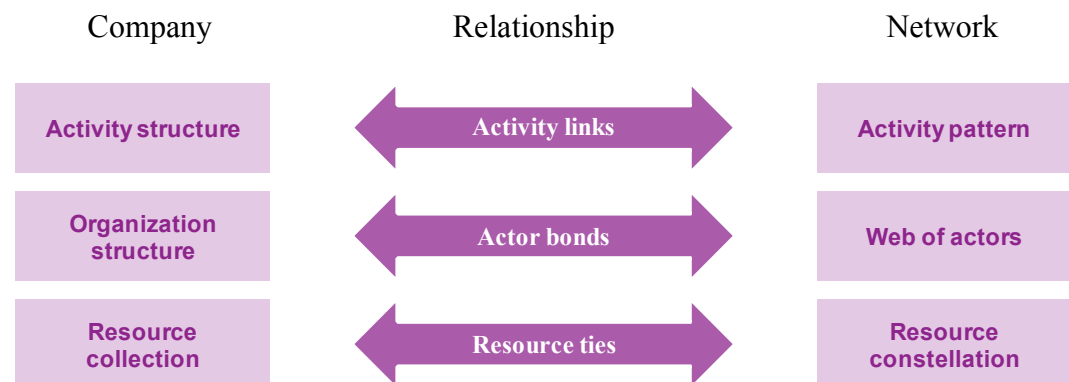 Company Relationship Network
Activity structure Activity links Activity pattern
Organization
structure
Actor bonds
Web of actors
Resource
collection
Resource ties
Resource
constellation